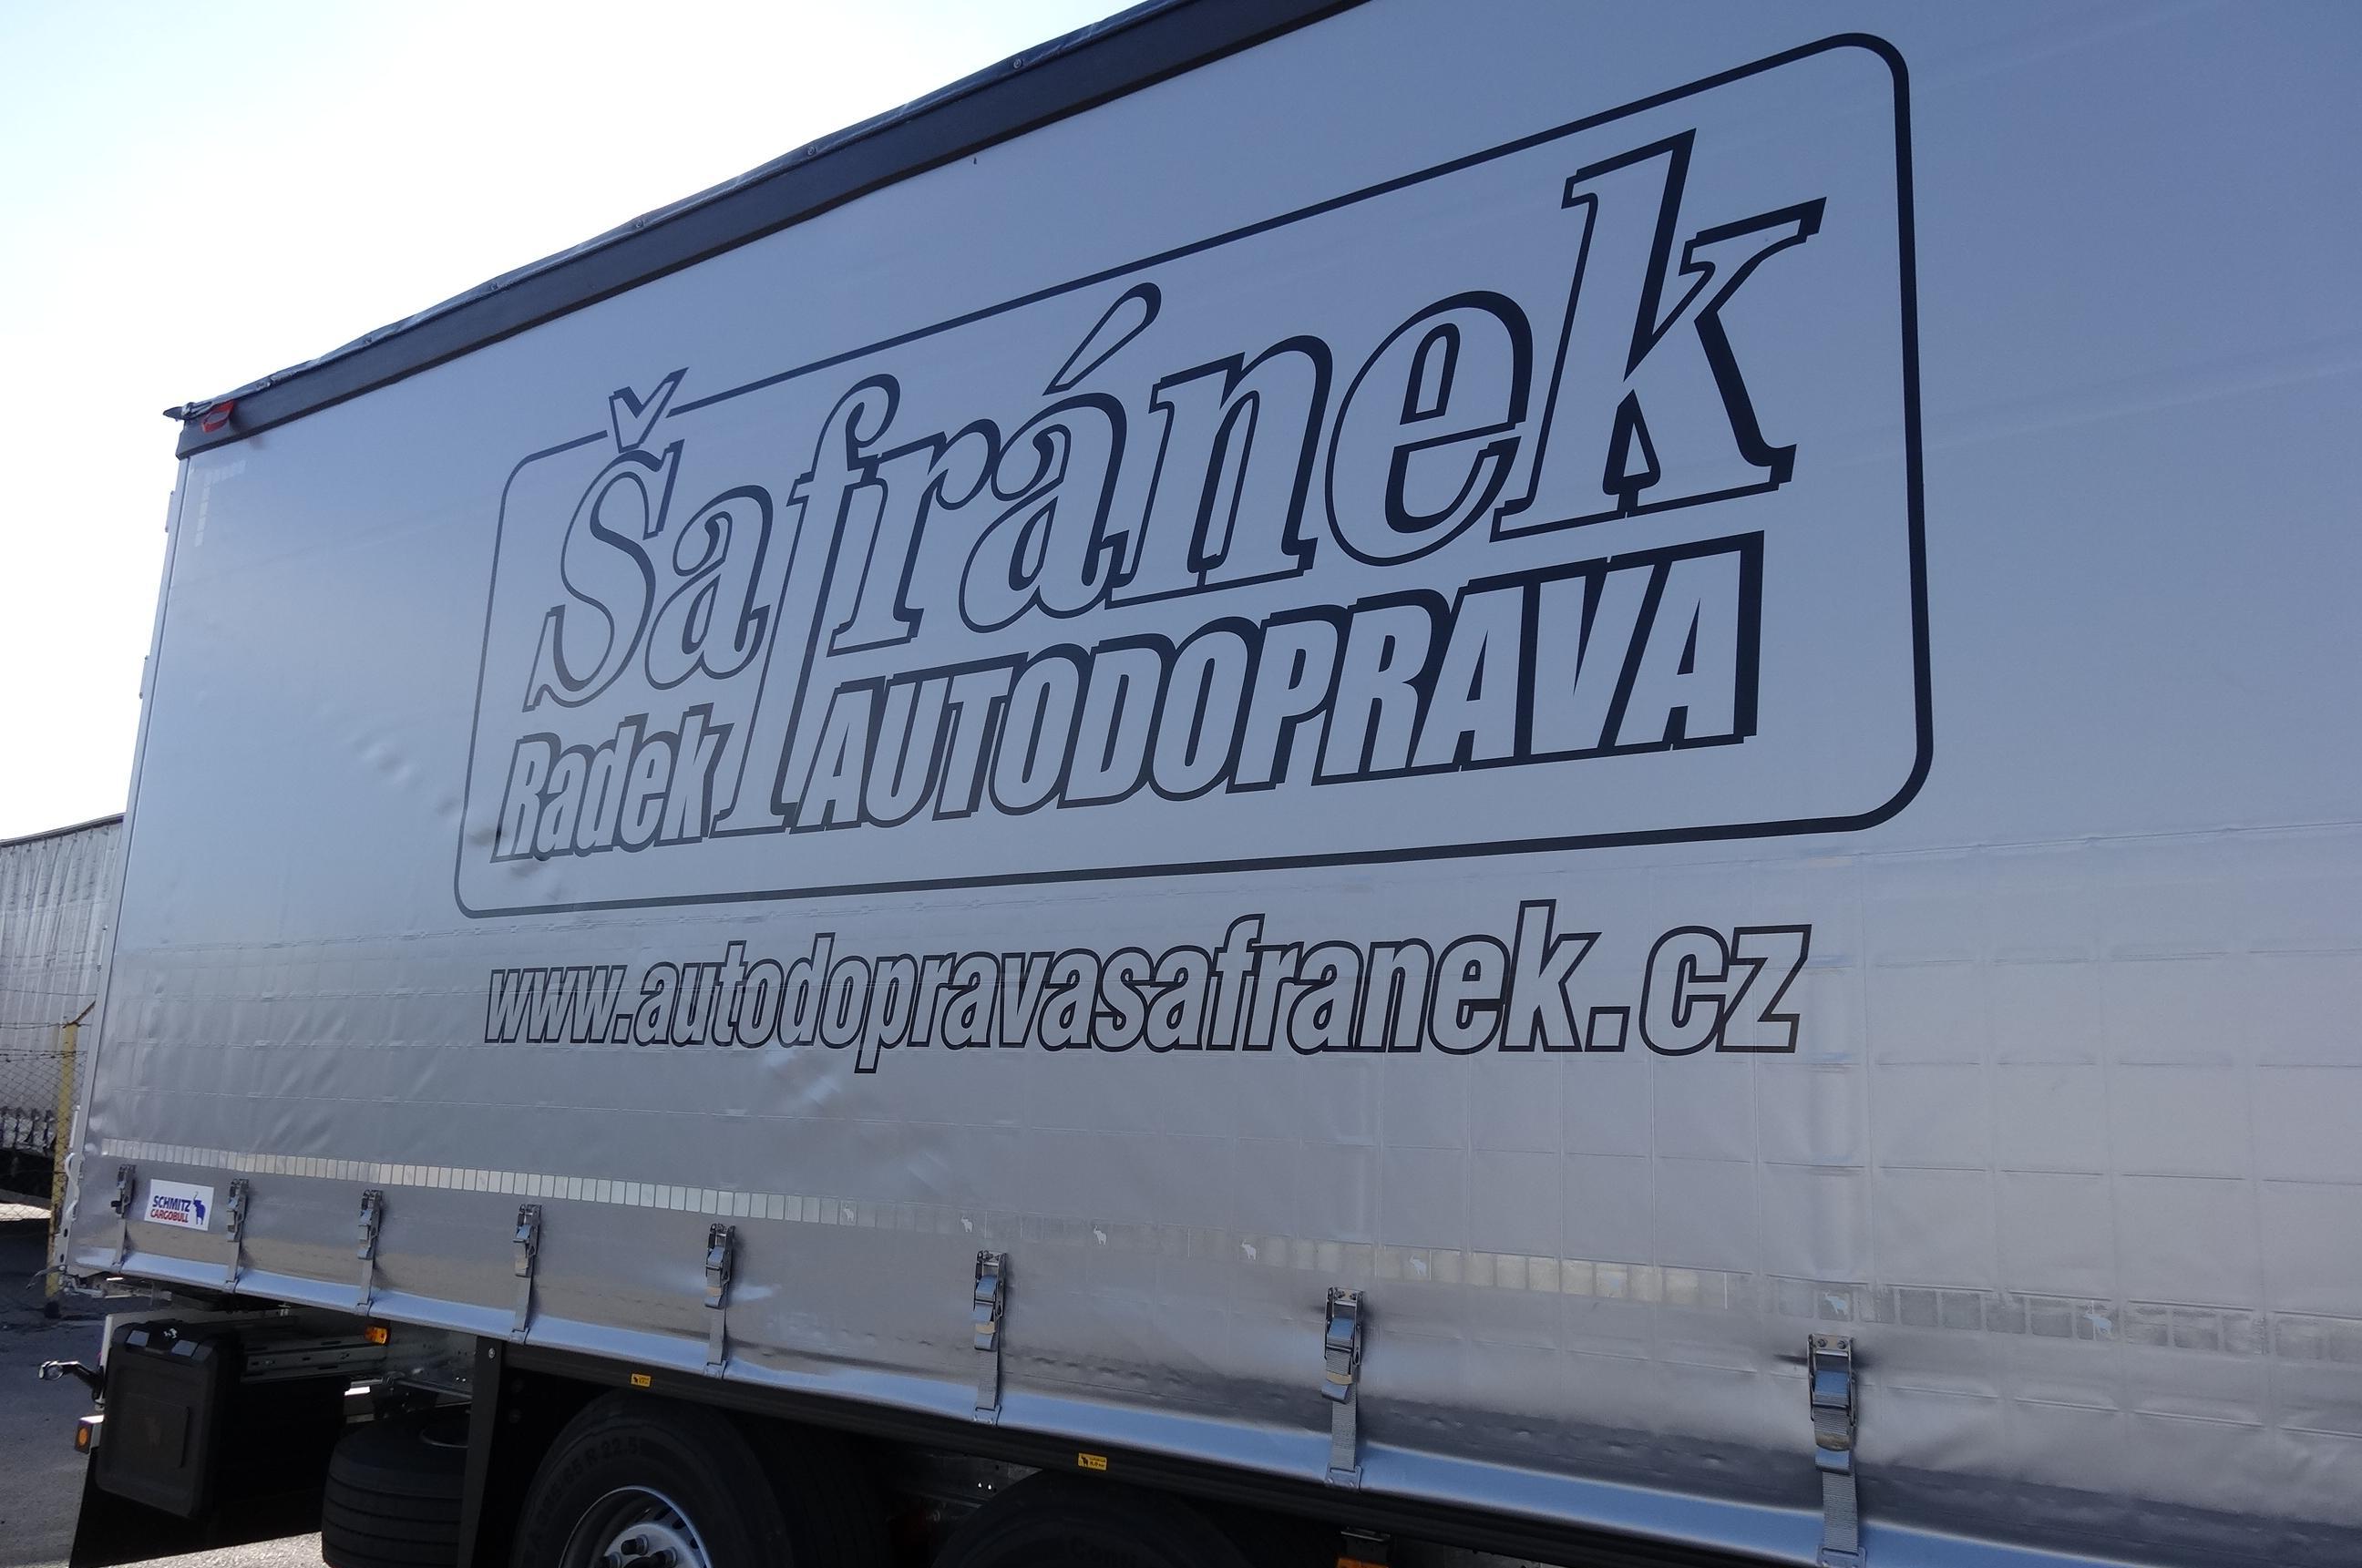 Šafránek
Radek AUTODOPRAVA
www.autodopravasafranek.cz
SCHMITZ
CARGOBULL